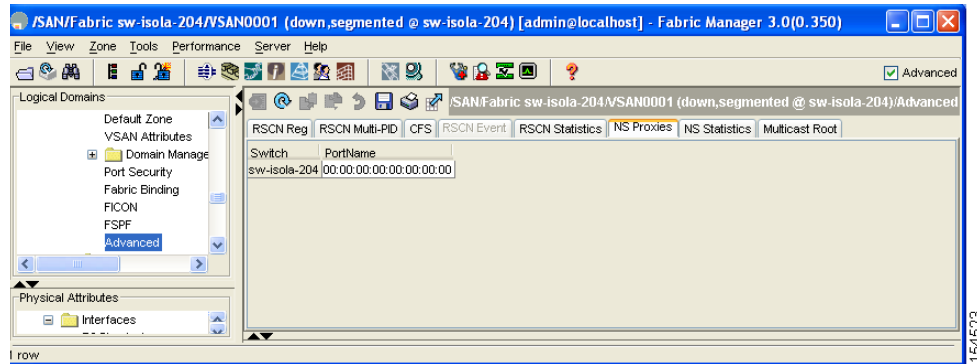 /SAN/Fabric sw-isola-204/VSAN0001 (down,segmented @ sw-isola-204) [admin@localhost] - Fabric Manager 3.0(0.350)
File View Zone Tools Performance Server Help
Advanced
Logical Domains
/SAN/Fabric sw-isola-204/VSAN0001 (down,segmented @ sw-isola-204)/Advanced
Default Zone
VSAN Attributes
Domain Manage
Port Security
Fabric Binding
FICON
FSPF
Advanced
RSCN Reg RSCN Multi-PID CFS RSCN Event RSCN Statistics NS Proxies NS Statistics Multicast Root
Switch PortName
sw-isola-204 00:00:00:00:00:00:00:00
Physical Attributes
Interfaces
1 row
154523